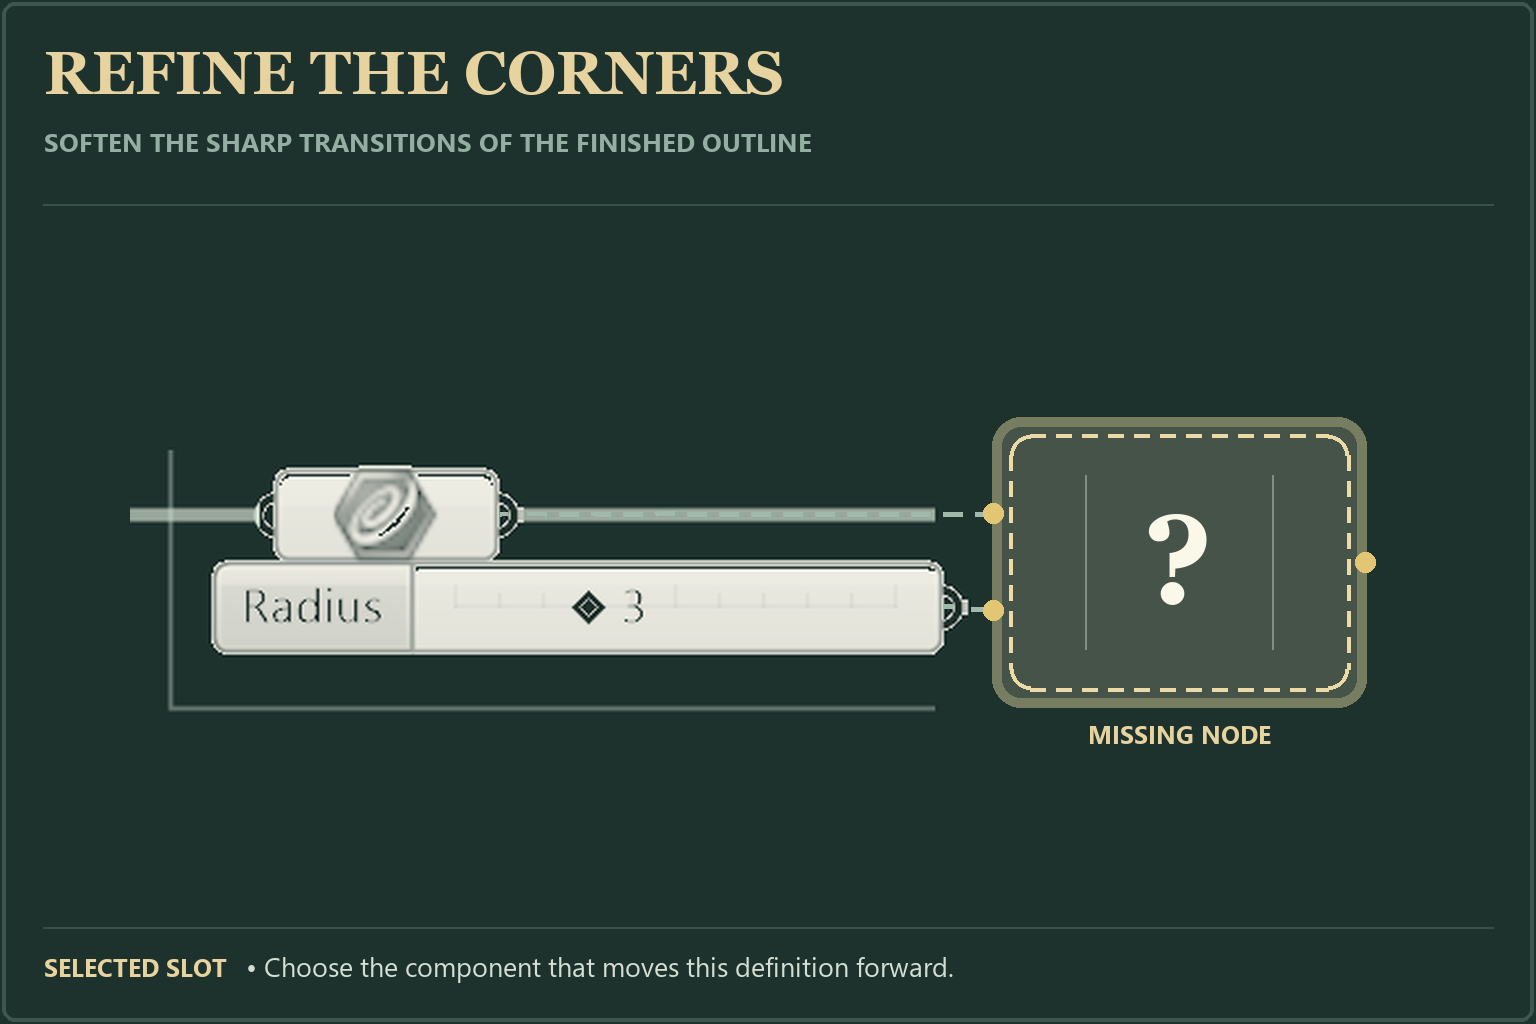 REFINE THE CORNERS
SOFTEN THE SHARP TRANSITIONS OF THE FINISHED OUTLINE
Radius 3
?
MISSING NODE
SELECTED SLOT • Choose the component that moves this definition forward.